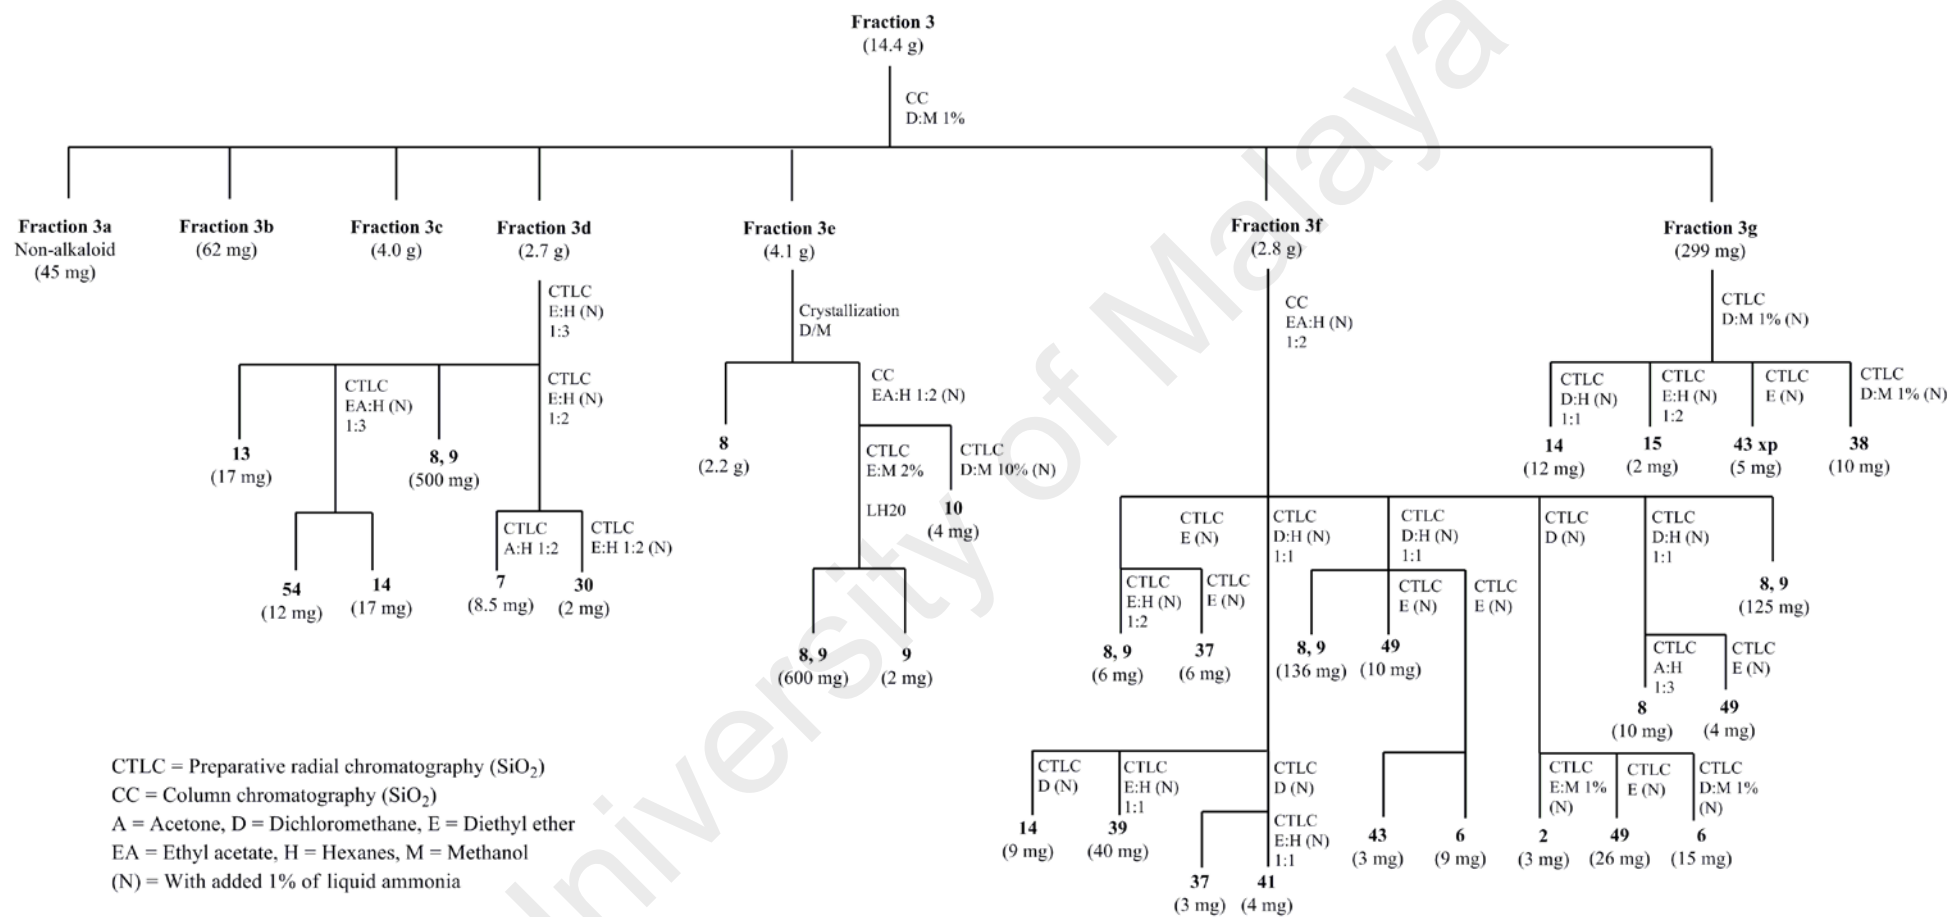 Fraction 3
(14.4 g)
CC
D:M 1%
Fraction 3a
Non-alkaloid
(45 mg)
Fraction 3b
(62 mg)
Fraction 3c
(4.0 g)
Fraction 3d
(2.7 g)
Fraction 3e
(4.1 g)
Fraction 3f
(2.8 g)
Fraction 3g
(299 mg)
CTLC
E:H (N)
1:3
13
(17 mg)
CTLC
EA:H (N)
1:3
54
(12 mg)
14
(17 mg)
8, 9
(500 mg)
CTLC
E:H (N)
1:2
CTLC
A:H 1:2
7
(8.5 mg)
CTLC
E:H 1:2 (N)
30
(2 mg)
Crystallization
D/M
8
(2.2 g)
CC
EA:H 1:2 (N)
CTLC
E:M 2%
LH20
CTLC
D:M 10% (N)
10
(4 mg)
8, 9
(600 mg)
9
(2 mg)
CC
EA:H (N)
1:2
CTLC
E (N)
CTLC
E:H (N)
1:2
8, 9
(6 mg)
CTLC
E (N)
37
(6 mg)
CTLC
D:H (N)
1:1
CTLC
D (N)
14
(9 mg)
CTLC
E:H (N)
1:1
39
(40 mg)
CTLC
D (N)
37
(3 mg)
CTLC
E:H (N)
1:1
41
(4 mg)
CTLC
D:H (N)
1:1
8, 9
(136 mg)
CTLC
E (N)
49
(10 mg)
CTLC
E (N)
43
(3 mg)
6
(9 mg)
CTLC
D (N)
CTLC
E:M 1%
(N)
2
(3 mg)
CTLC
E (N)
49
(26 mg)
CTLC
D:M 1%
(N)
6
(15 mg)
CTLC
D:H (N)
1:1
CTLC
A:H
1:3
8
(10 mg)
CTLC
E (N)
49
(4 mg)
8, 9
(125 mg)
CTLC
D:M 1% (N)
CTLC
D:H (N)
1:1
14
(12 mg)
CTLC
E:H (N)
1:2
15
(2 mg)
CTLC
E (N)
43 xp
(5 mg)
CTLC
D:M 1% (N)
38
(10 mg)
CTLC = Preparative radial chromatography (SiO₂)
CC = Column chromatography (SiO₂)
A = Acetone, D = Dichloromethane, E = Diethyl ether
EA = Ethyl acetate, H = Hexanes, M = Methanol
(N) = With added 1% of liquid ammonia
University of Malaya